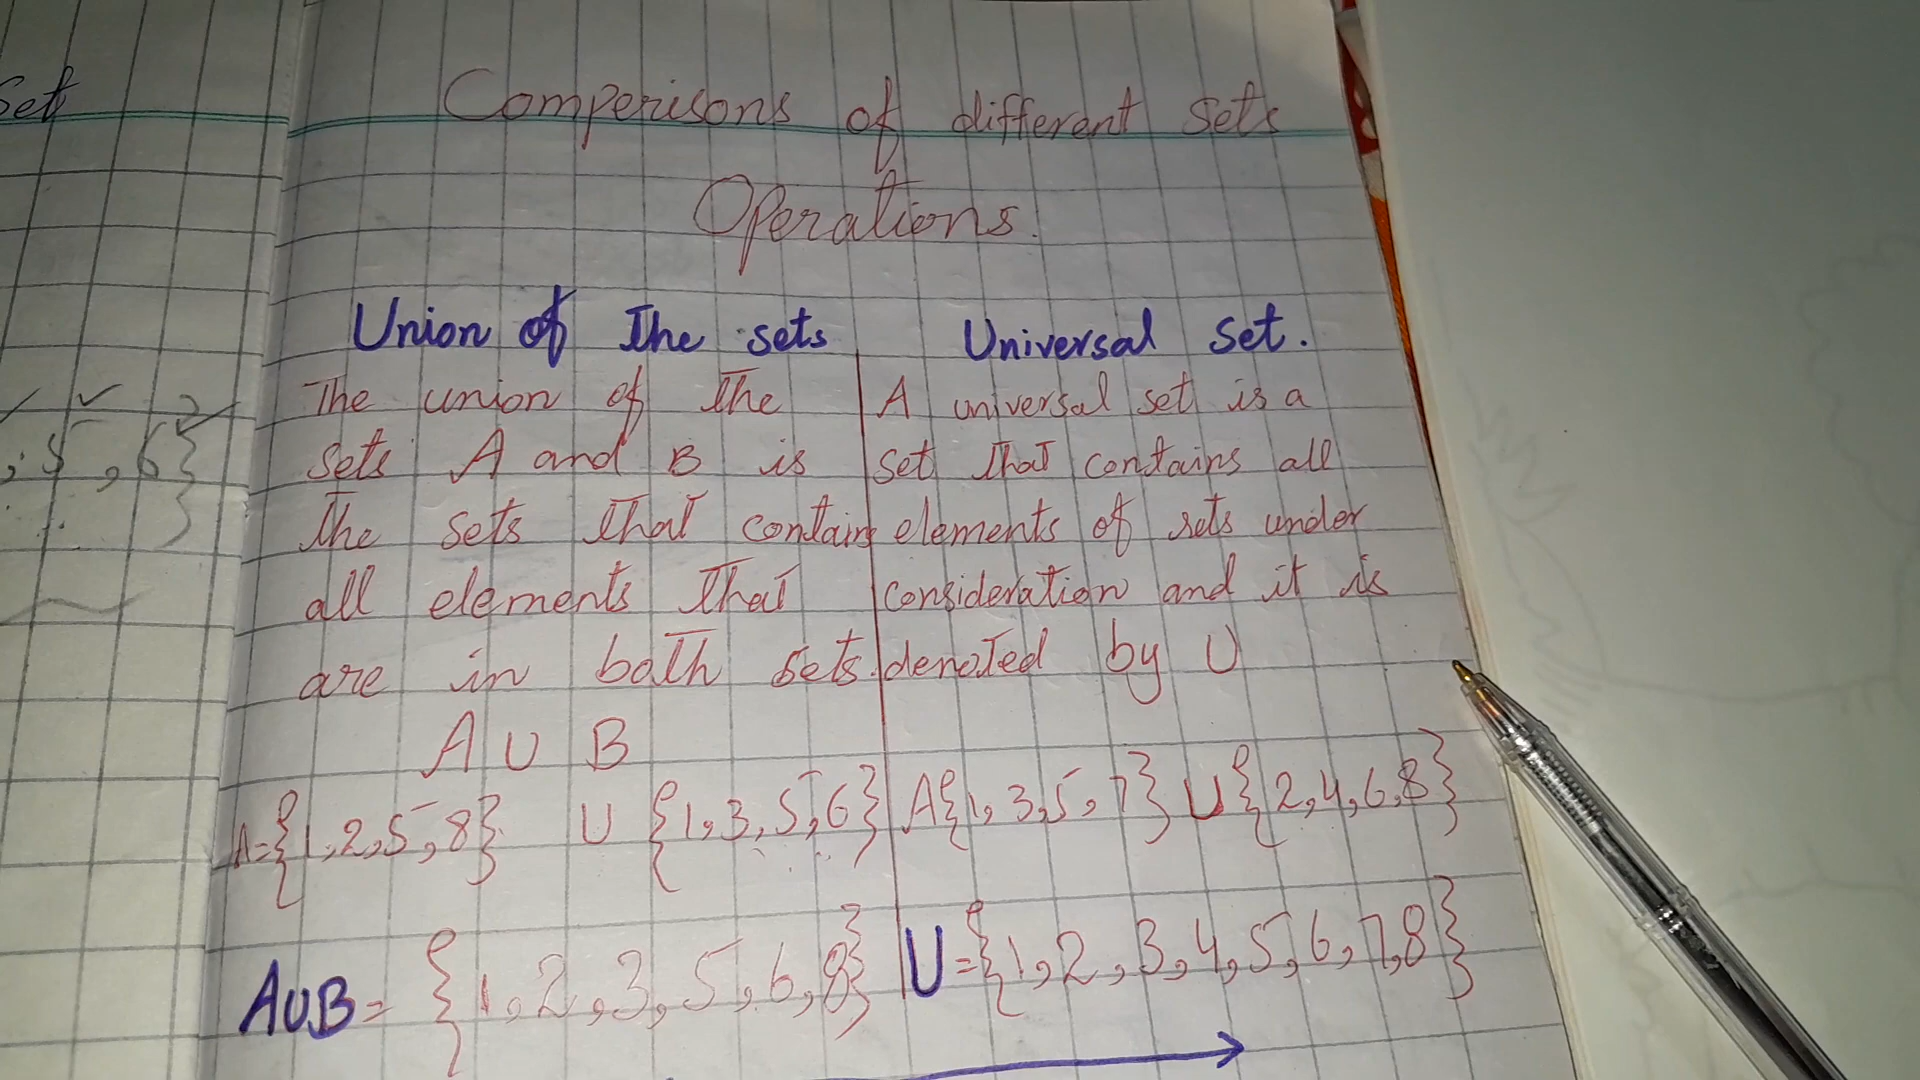 Set
, 5, 6}
Comperisons of different sets
Operations.
Union of The sets
The union of the
sets A and B is
the sets that contains
all elements that
are in both sets.
A U B
A={1,2,5,8} U {1,3,5,6}
AUB= {1,2,3,5,6,8}
Universal set.
A universal set is a
set that contains all
elements of sets under
consideration and it is
denoted by U
A{1,3,5,7} U {2,4,6,8}
U={1,2,3,4,5,6,7,8}